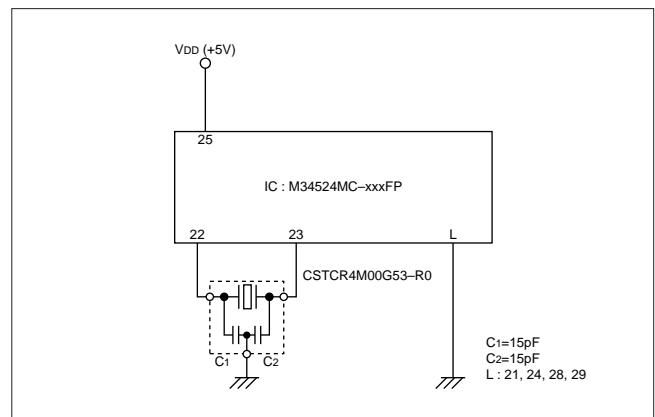 VDD (+5V)
25
IC : M34524MC–xxxFP
22 23 L
CSTCR4M00G53–R0
C1 C2
C1=15pF
C2=15pF
L : 21, 24, 28, 29